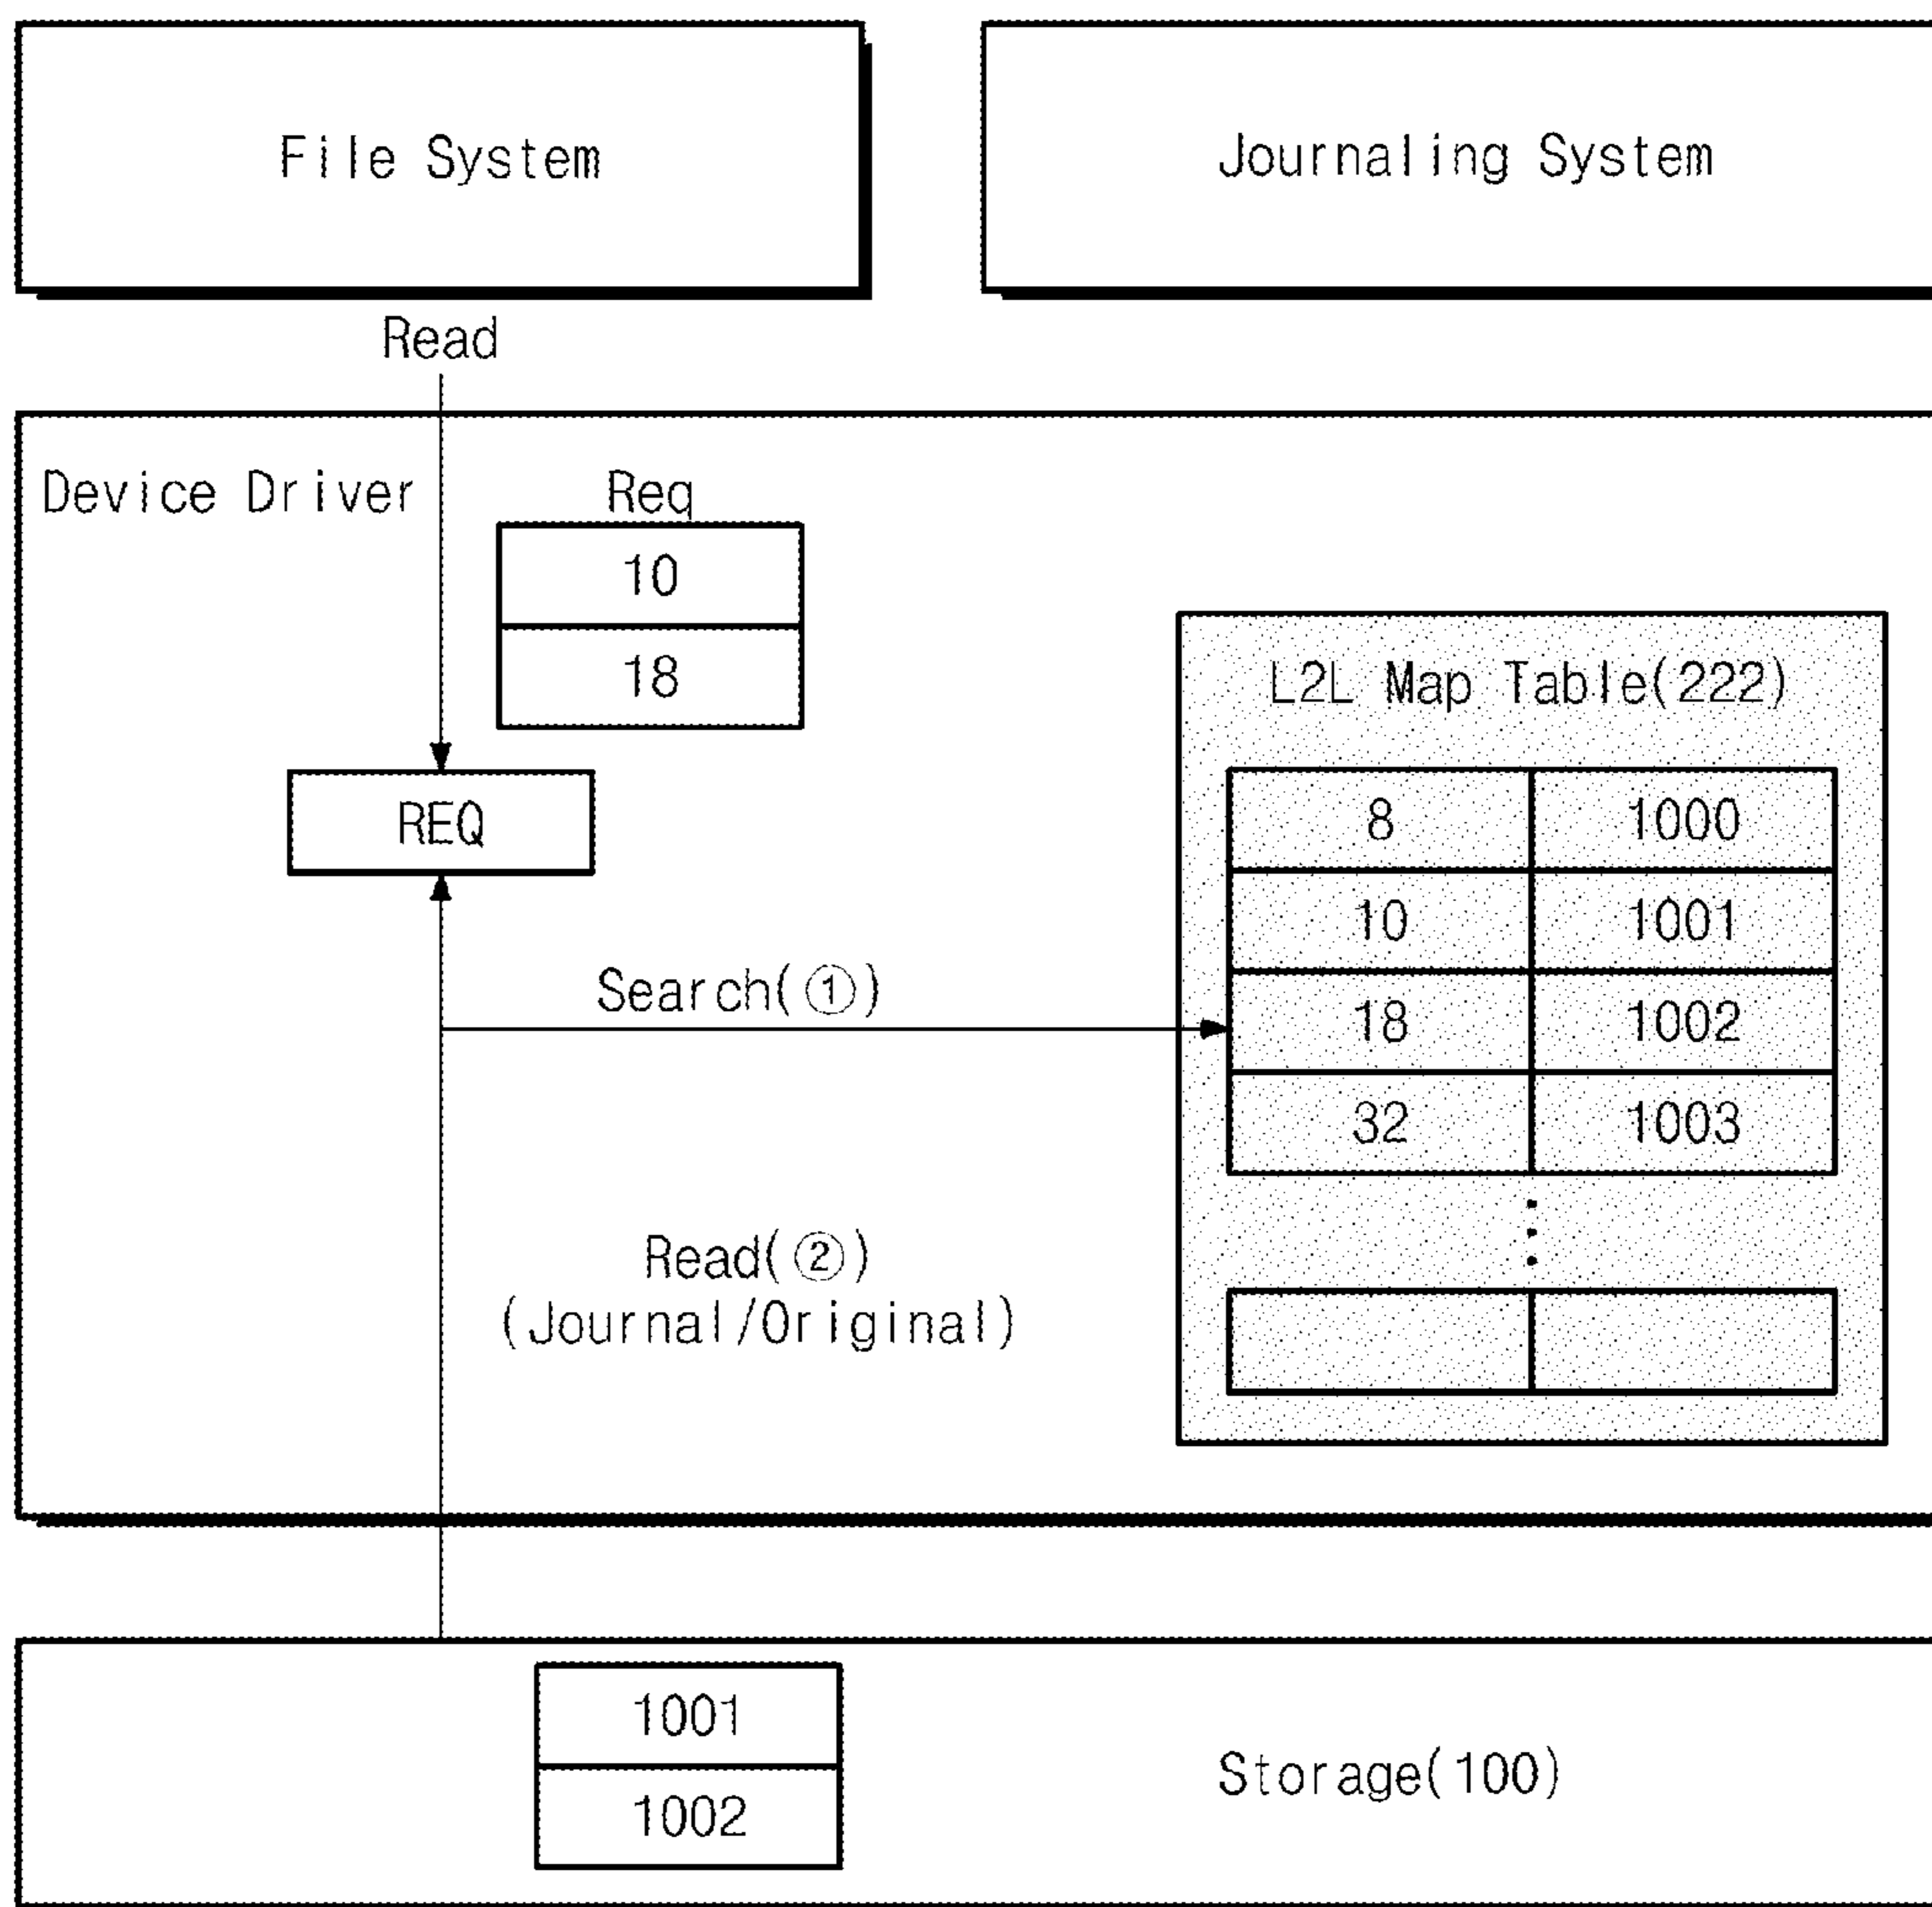 File System
Journaling System
Read
Device Driver
Req
10
18
REQ
L2L Map Table(222)
8 1000
10 1001
18 1002
32 1003
Search(①)
Read(②)
(Journal/Original)
1001
1002
Storage(100)